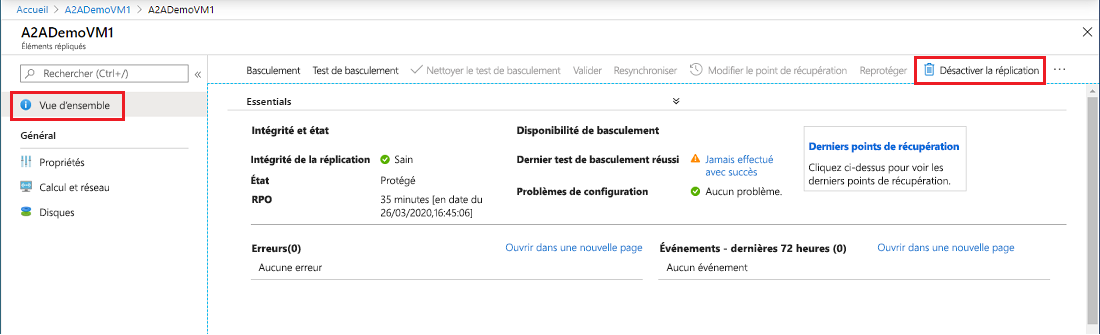 Accueil > A2ADemoVM1 > A2ADemoVM1
A2ADemoVM1
Éléments répliqués
Rechercher (Ctrl+/)
Vue d'ensemble
Général
Propriétés
Calcul et réseau
Disques
Basculement Test de basculement Nettoyer le test de basculement Valider Resynchroniser Modifier le point de récupération Reprotéger Désactiver la réplication ...
Essentials
Intégrité et état
Intégrité de la réplication Sain
État Protégé
RPO 35 minutes [en date du
26/03/2020,16:45:06]
Disponibilité de basculement
Dernier test de basculement réussi Jamais effectué
avec succès
Problèmes de configuration Aucun problème.
Derniers points de récupération
Cliquez ci-dessus pour voir les
derniers points de récupération.
Erreurs(0) Ouvrir dans une nouvelle page
Aucune erreur
Événements - dernières 72 heures (0) Ouvrir dans une nouvelle page
Aucun événement